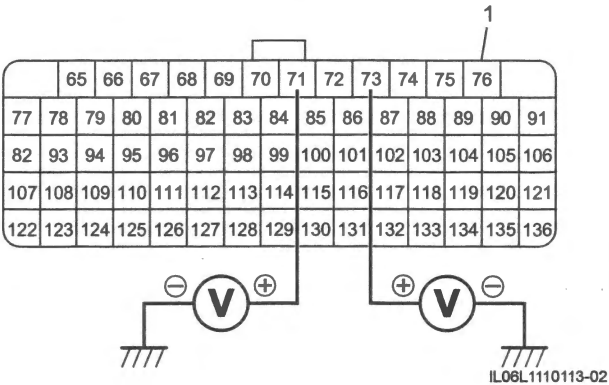 1
65 66 67 68 69 70 71 72 73 74 75 76
77 78 79 80 81 82 83 84 85 86 87 88 89 90 91
82 93 94 95 96 97 98 99 100 101 102 103 104 105 106
107 108 109 110 111 112 113 114 115 116 117 118 119 120 121
122 123 124 125 126 127 128 129 130 131 132 133 134 135 136
− V + + V −
IL06L1110113-02